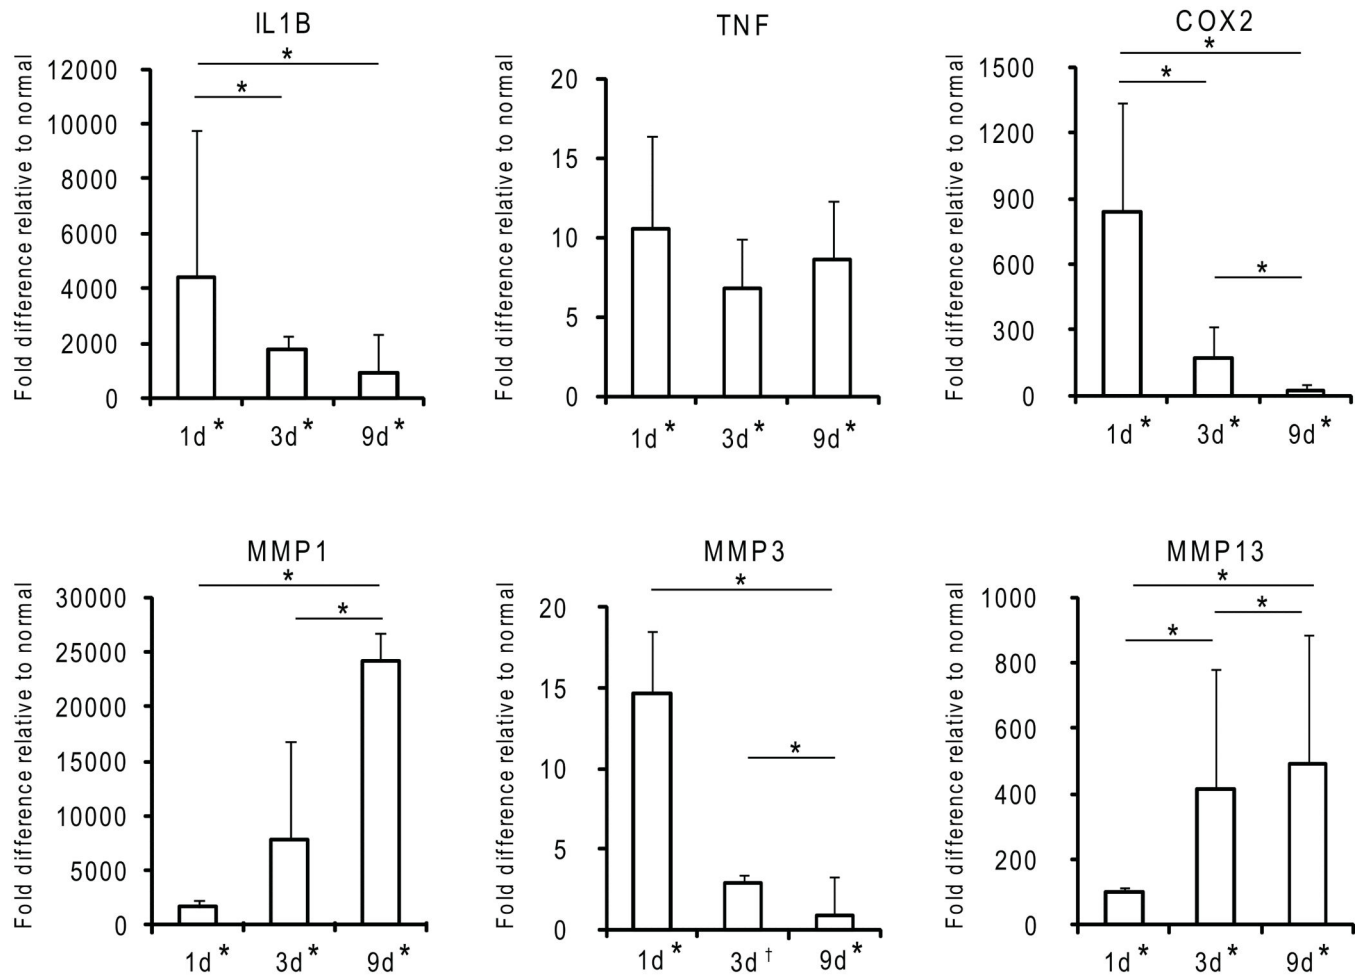 IL1B
Fold difference relative to normal
12000
10000
8000
6000
4000
2000
0
*
*
1d * 3d * 9d *
TNF
Fold difference relative to normal
20
15
10
5
0
1d * 3d * 9d *
COX2
Fold difference relative to normal
1500
1200
900
600
300
0
*
*
*
1d * 3d * 9d *
MMP1
Fold difference relative to normal
30000
25000
20000
15000
10000
5000
0
*
*
1d * 3d * 9d *
MMP3
Fold difference relative to normal
20
15
10
5
0
*
*
1d * 3d † 9d *
MMP13
Fold difference relative to normal
1000
800
600
400
200
0
*
*
*
1d * 3d * 9d *